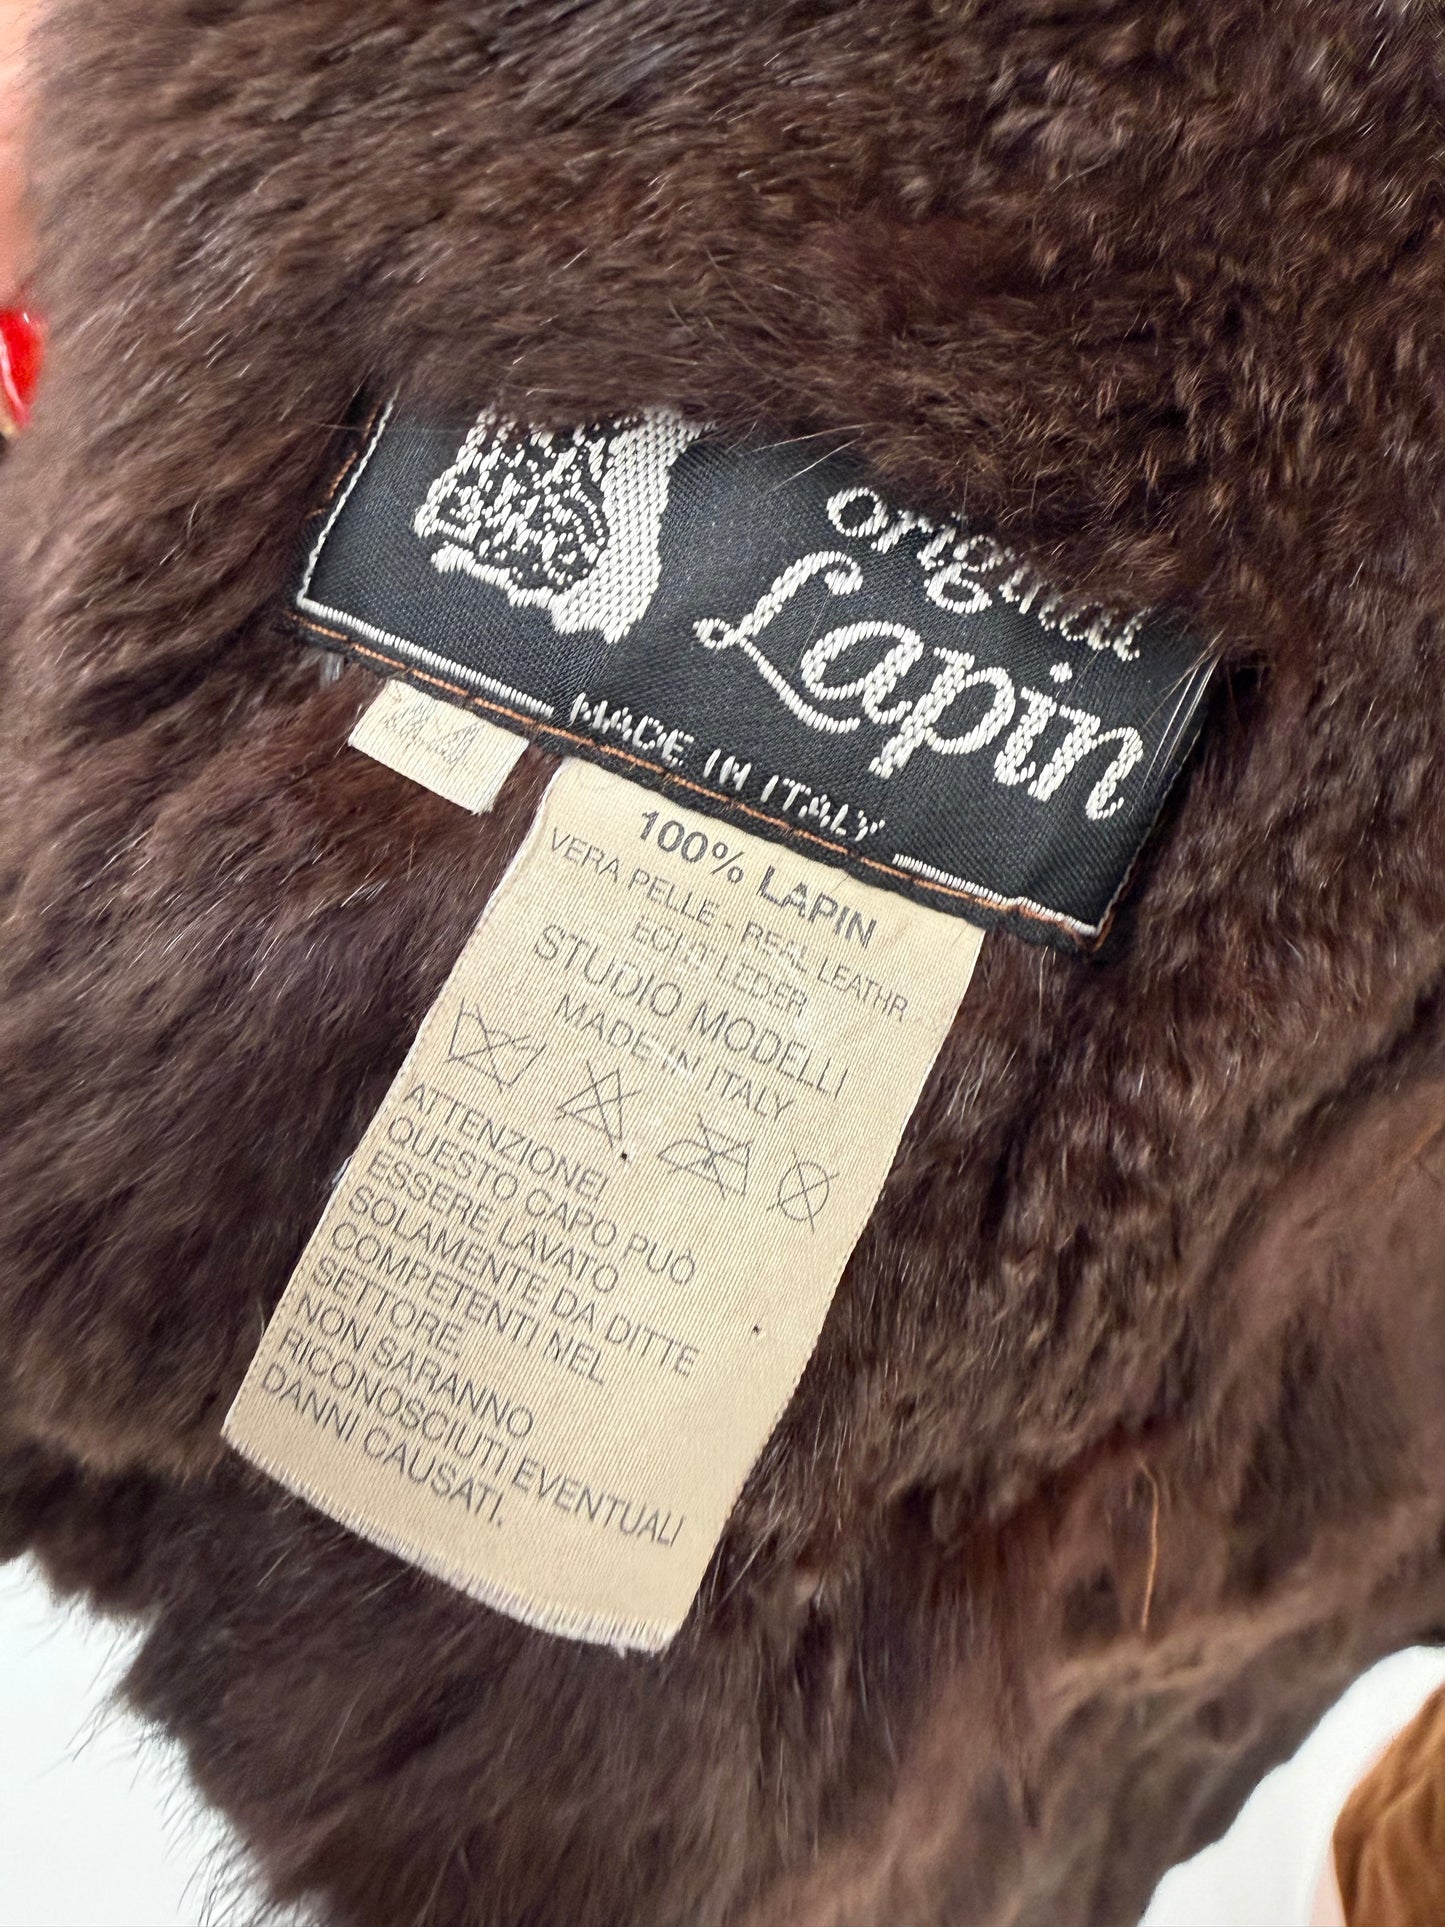 original
Lapin
MADE IN ITALY
44
100% LAPIN
VERA PELLE - REAL LEATHR
LEDER
STUDIO MODELLI
MADE IN ITALY
ATTENZIONE,
QUESTO CAPO PUÒ
ESSERE LAVATO
SOLAMENTE DA DITTE
COMPETENTI NEL
SETTORE.
NON SARANNO
RICONOSCIUTI EVENTUALI
DANNI CAUSATI.